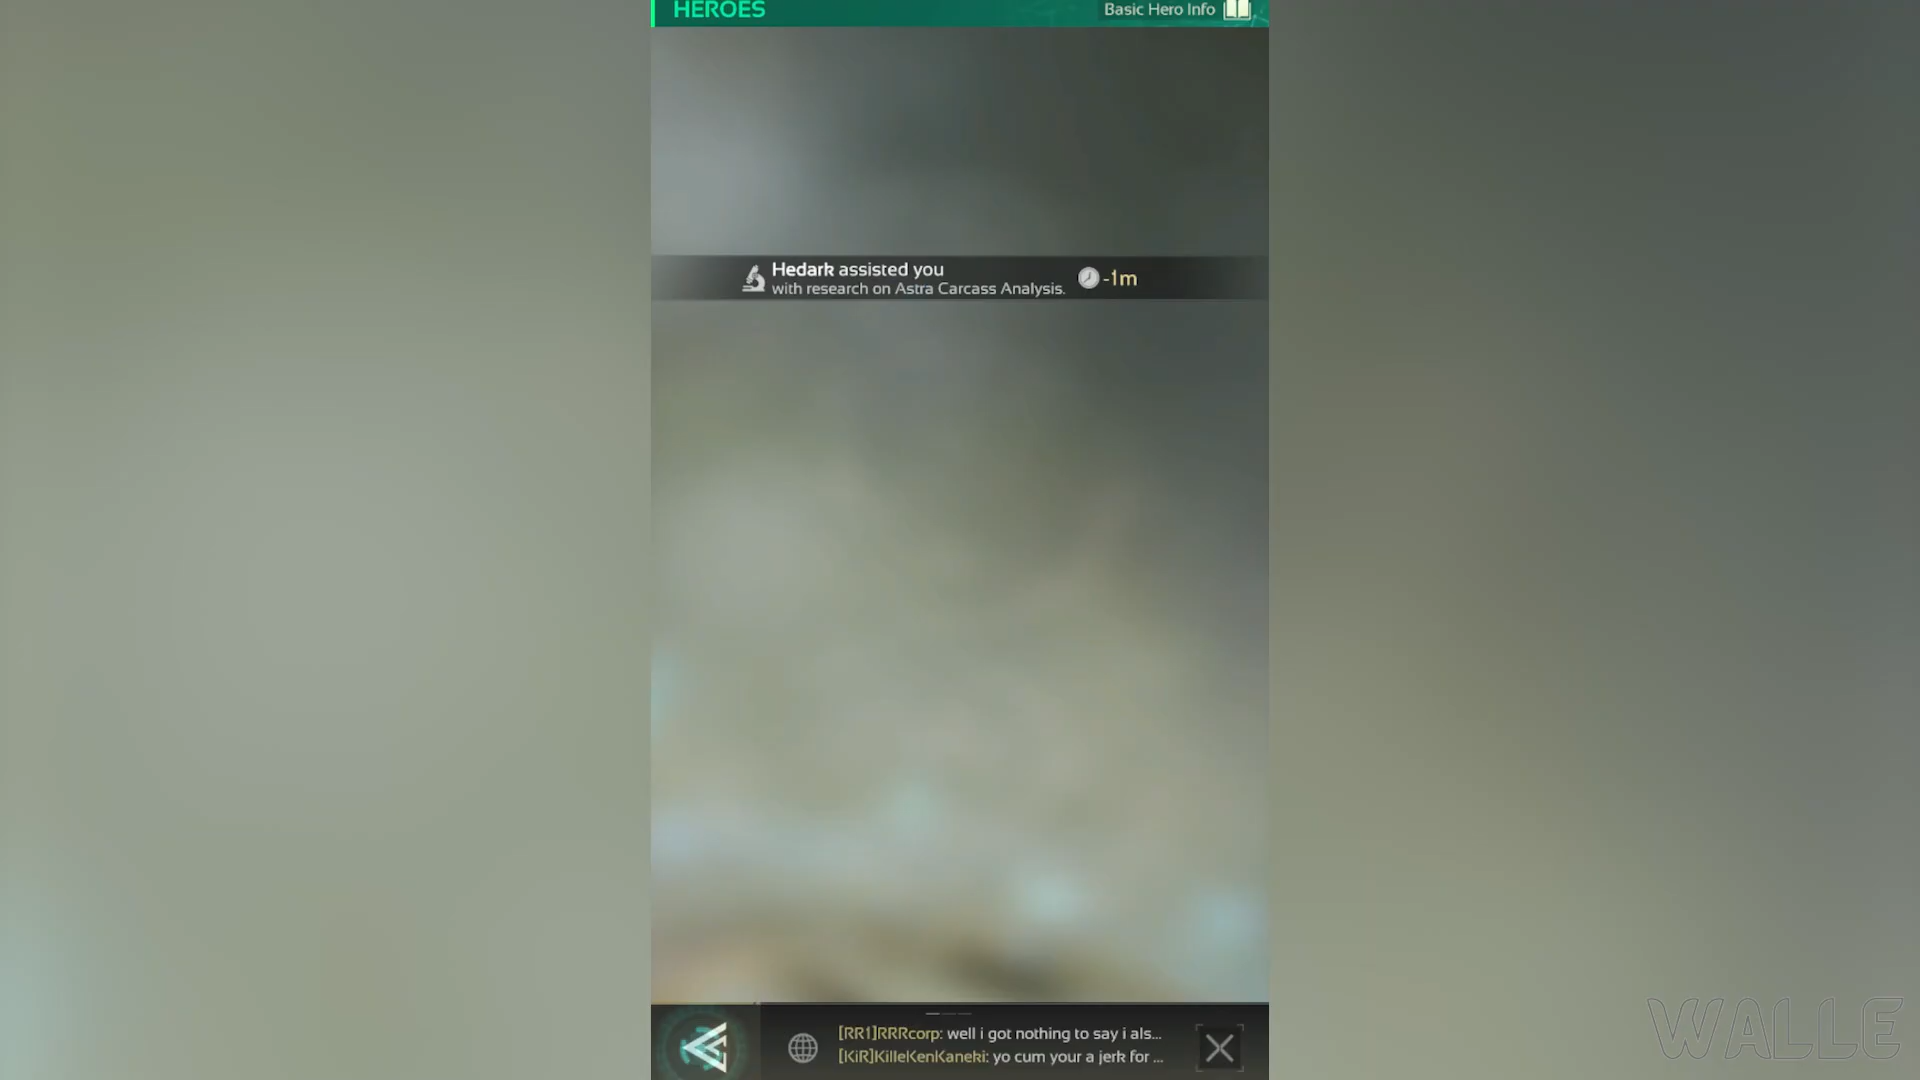 HEROES
Basic Hero Info
Hedark assisted you
with research on Astra Carcass Analysis.
-1m
[RR1]RRRcorp: well i got nothing to say i als...
[KiR]KilleKenKaneki: yo cum your a jerk for ...
WALLE